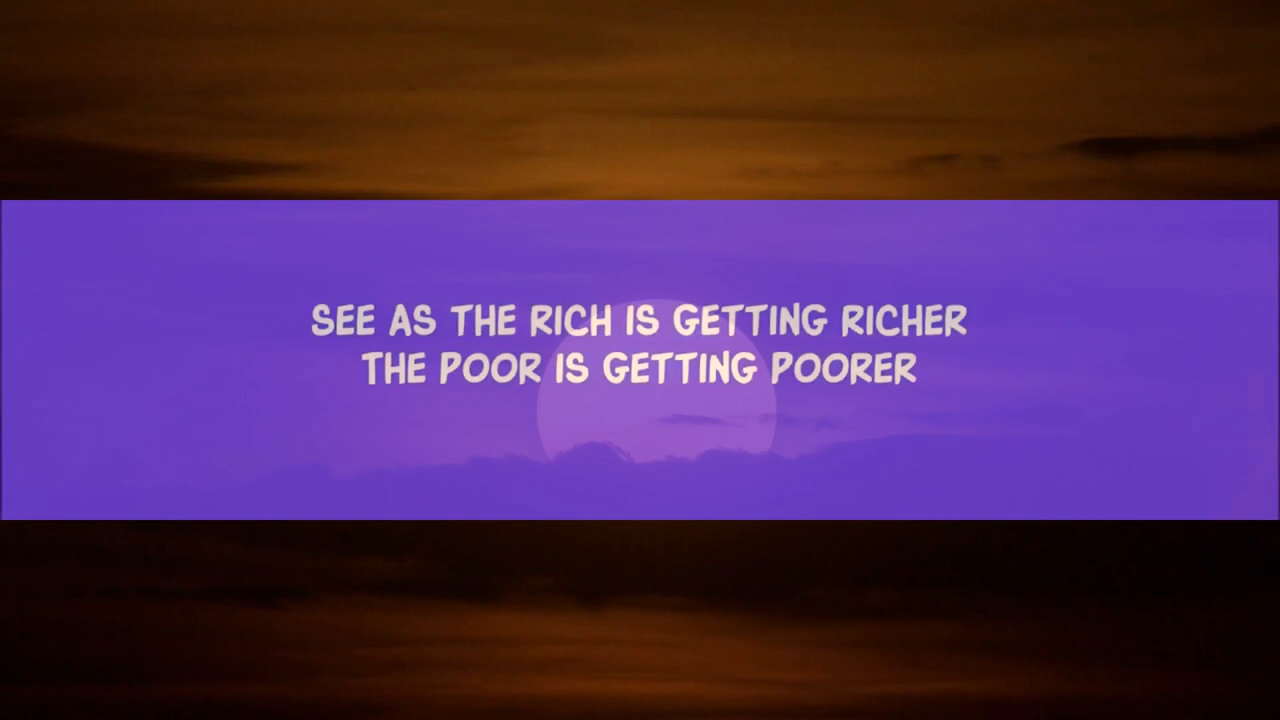 SEE AS THE RICH IS GETTING RICHER
THE POOR IS GETTING POORER